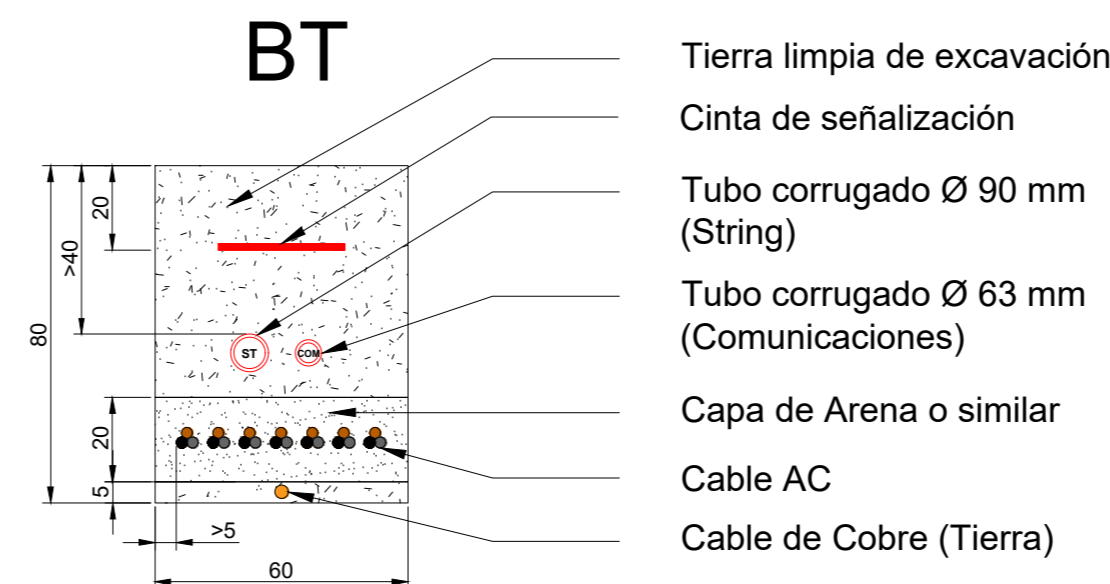 BT
Tierra limpia de excavación
Cinta de señalización
Tubo corrugado Ø 90 mm
(String)
Tubo corrugado Ø 63 mm
(Comunicaciones)
Capa de Arena o similar
Cable AC
Cable de Cobre (Tierra)
20
>40
80
ST
COM
20
5
>5
60